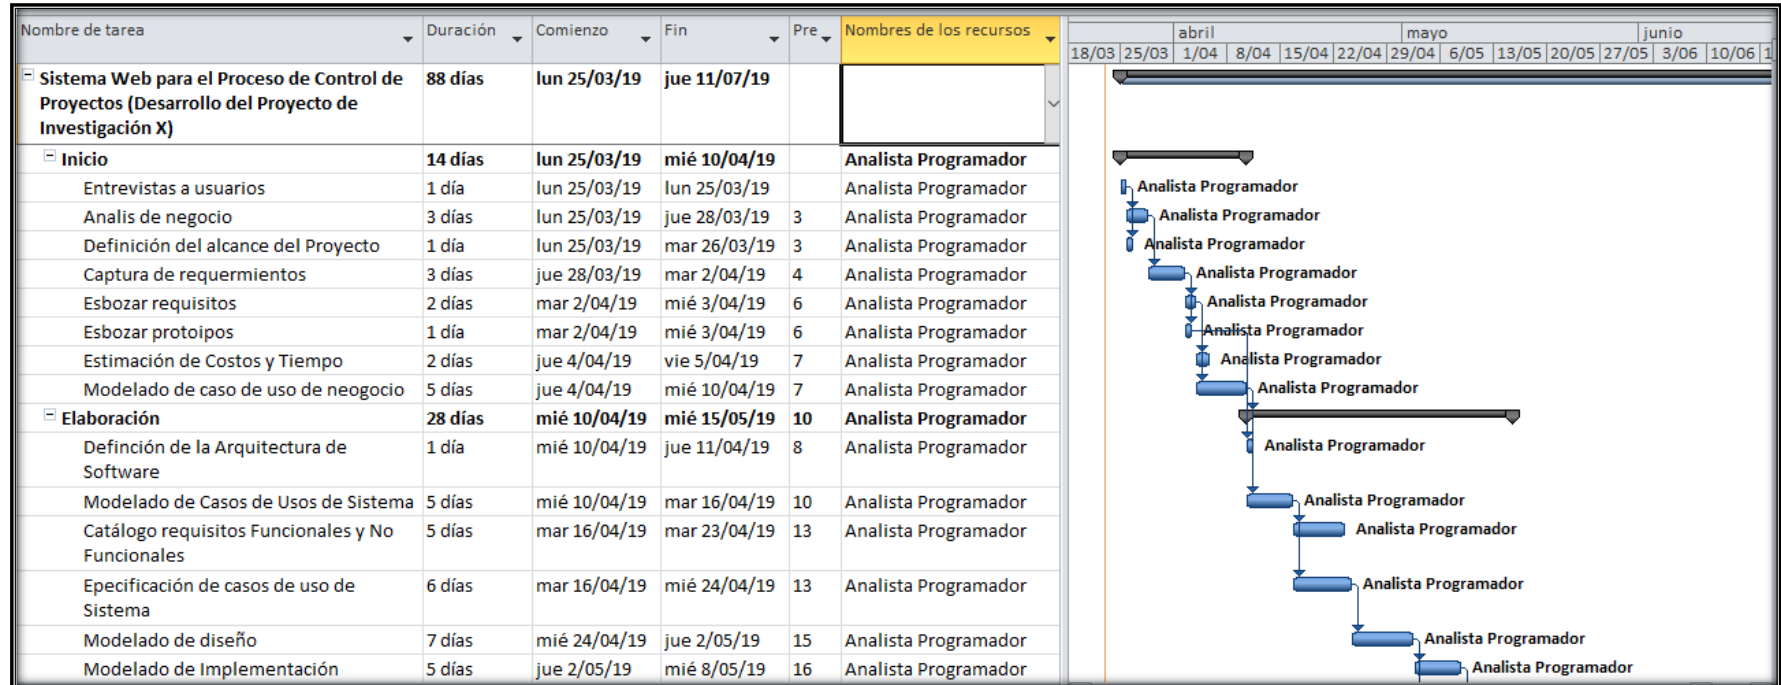 Nombre de tarea Duración Comienzo Fin Pre Nombres de los recursos
abril mayo junio
18/03 25/03 1/04 8/04 15/04 22/04 29/04 6/05 13/05 20/05 27/05 3/06 10/06 1
Sistema Web para el Proceso de Control de 88 días lun 25/03/19 jue 11/07/19
Proyectos (Desarrollo del Proyecto de
Investigación X)
Inicio 14 días lun 25/03/19 mié 10/04/19 Analista Programador
Entrevistas a usuarios 1 día lun 25/03/19 lun 25/03/19 Analista Programador Analista Programador
Analis de negocio 3 días lun 25/03/19 jue 28/03/19 3 Analista Programador Analista Programador
Definición del alcance del Proyecto 1 día lun 25/03/19 mar 26/03/19 3 Analista Programador Analista Programador
Captura de requermientos 3 días jue 28/03/19 mar 2/04/19 4 Analista Programador Analista Programador
Esbozar requisitos 2 días mar 2/04/19 mié 3/04/19 6 Analista Programador Analista Programador
Esbozar protoipos 1 día mar 2/04/19 mié 3/04/19 6 Analista Programador Analista Programador
Estimación de Costos y Tiempo 2 días jue 4/04/19 vie 5/04/19 7 Analista Programador Analista Programador
Modelado de caso de uso de neogocio 5 días jue 4/04/19 mié 10/04/19 7 Analista Programador Analista Programador
Elaboración 28 días mié 10/04/19 mié 15/05/19 10 Analista Programador
Definción de la Arquitectura de 1 día mié 10/04/19 jue 11/04/19 8 Analista Programador Analista Programador
Software
Modelado de Casos de Usos de Sistema 5 días mié 10/04/19 mar 16/04/19 10 Analista Programador Analista Programador
Catálogo requisitos Funcionales y No 5 días mar 16/04/19 mar 23/04/19 13 Analista Programador Analista Programador
Funcionales
Epecificación de casos de uso de 6 días mar 16/04/19 mié 24/04/19 13 Analista Programador Analista Programador
Sistema
Modelado de diseño 7 días mié 24/04/19 jue 2/05/19 15 Analista Programador Analista Programador
Modelado de Implementación 5 días jue 2/05/19 mié 8/05/19 16 Analista Programador Analista Programador